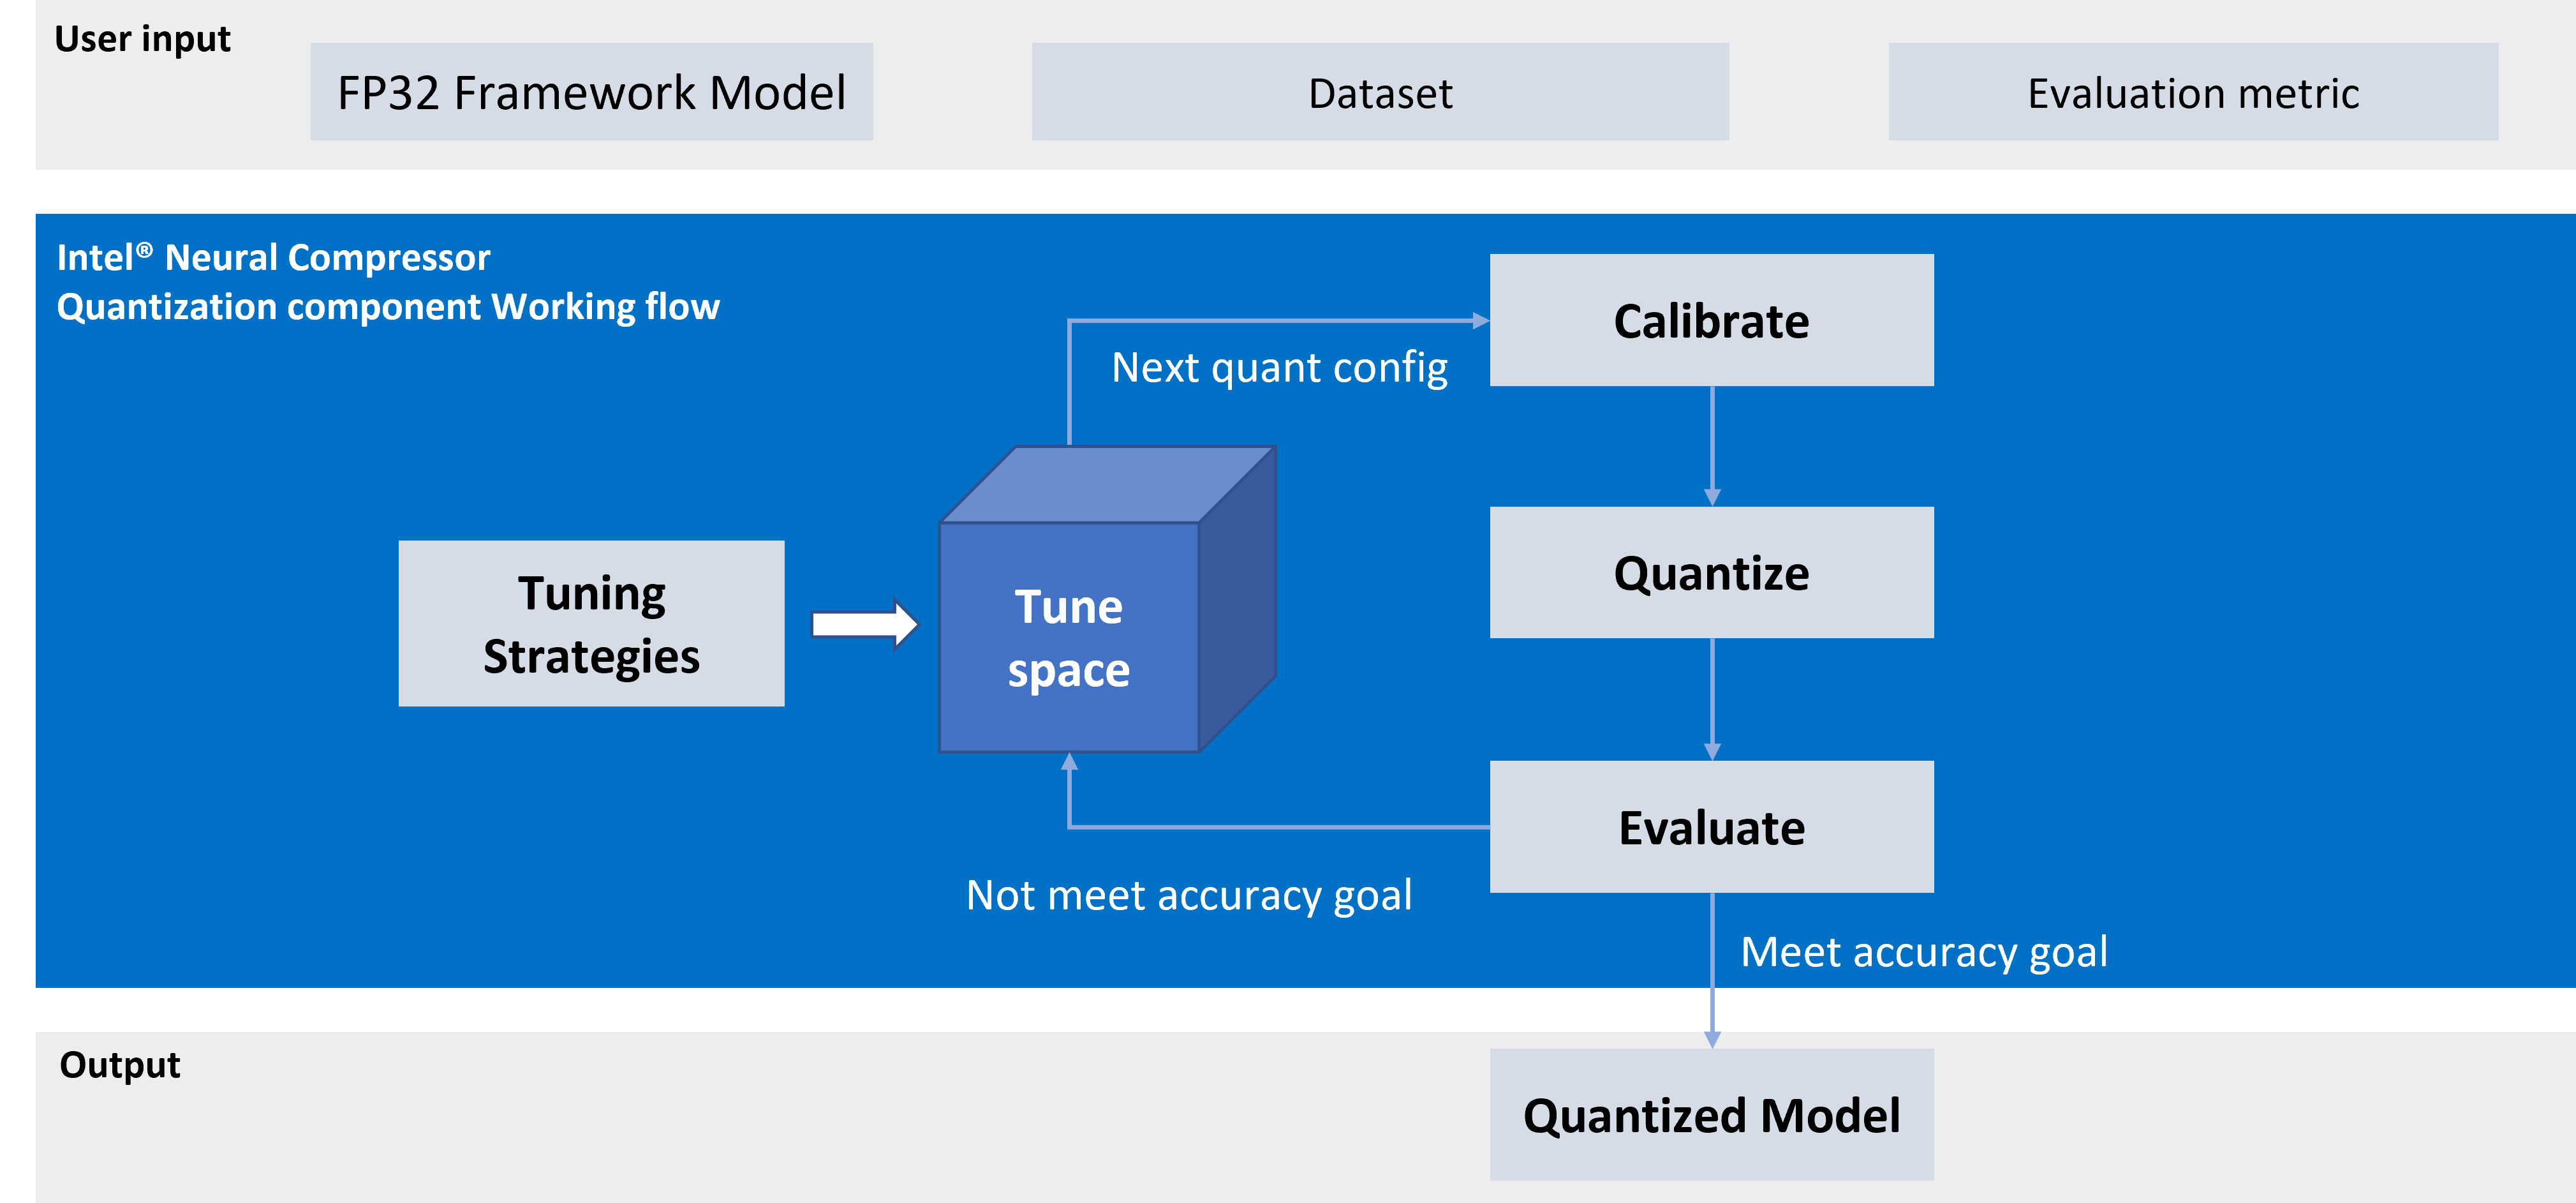 User input
FP32 Framework Model
Dataset
Evaluation metric
Intel® Neural Compressor
Quantization component Working flow
Calibrate
Next quant config
Quantize
Tuning
Strategies
Tune
space
Evaluate
Not meet accuracy goal
Meet accuracy goal
Output
Quantized Model